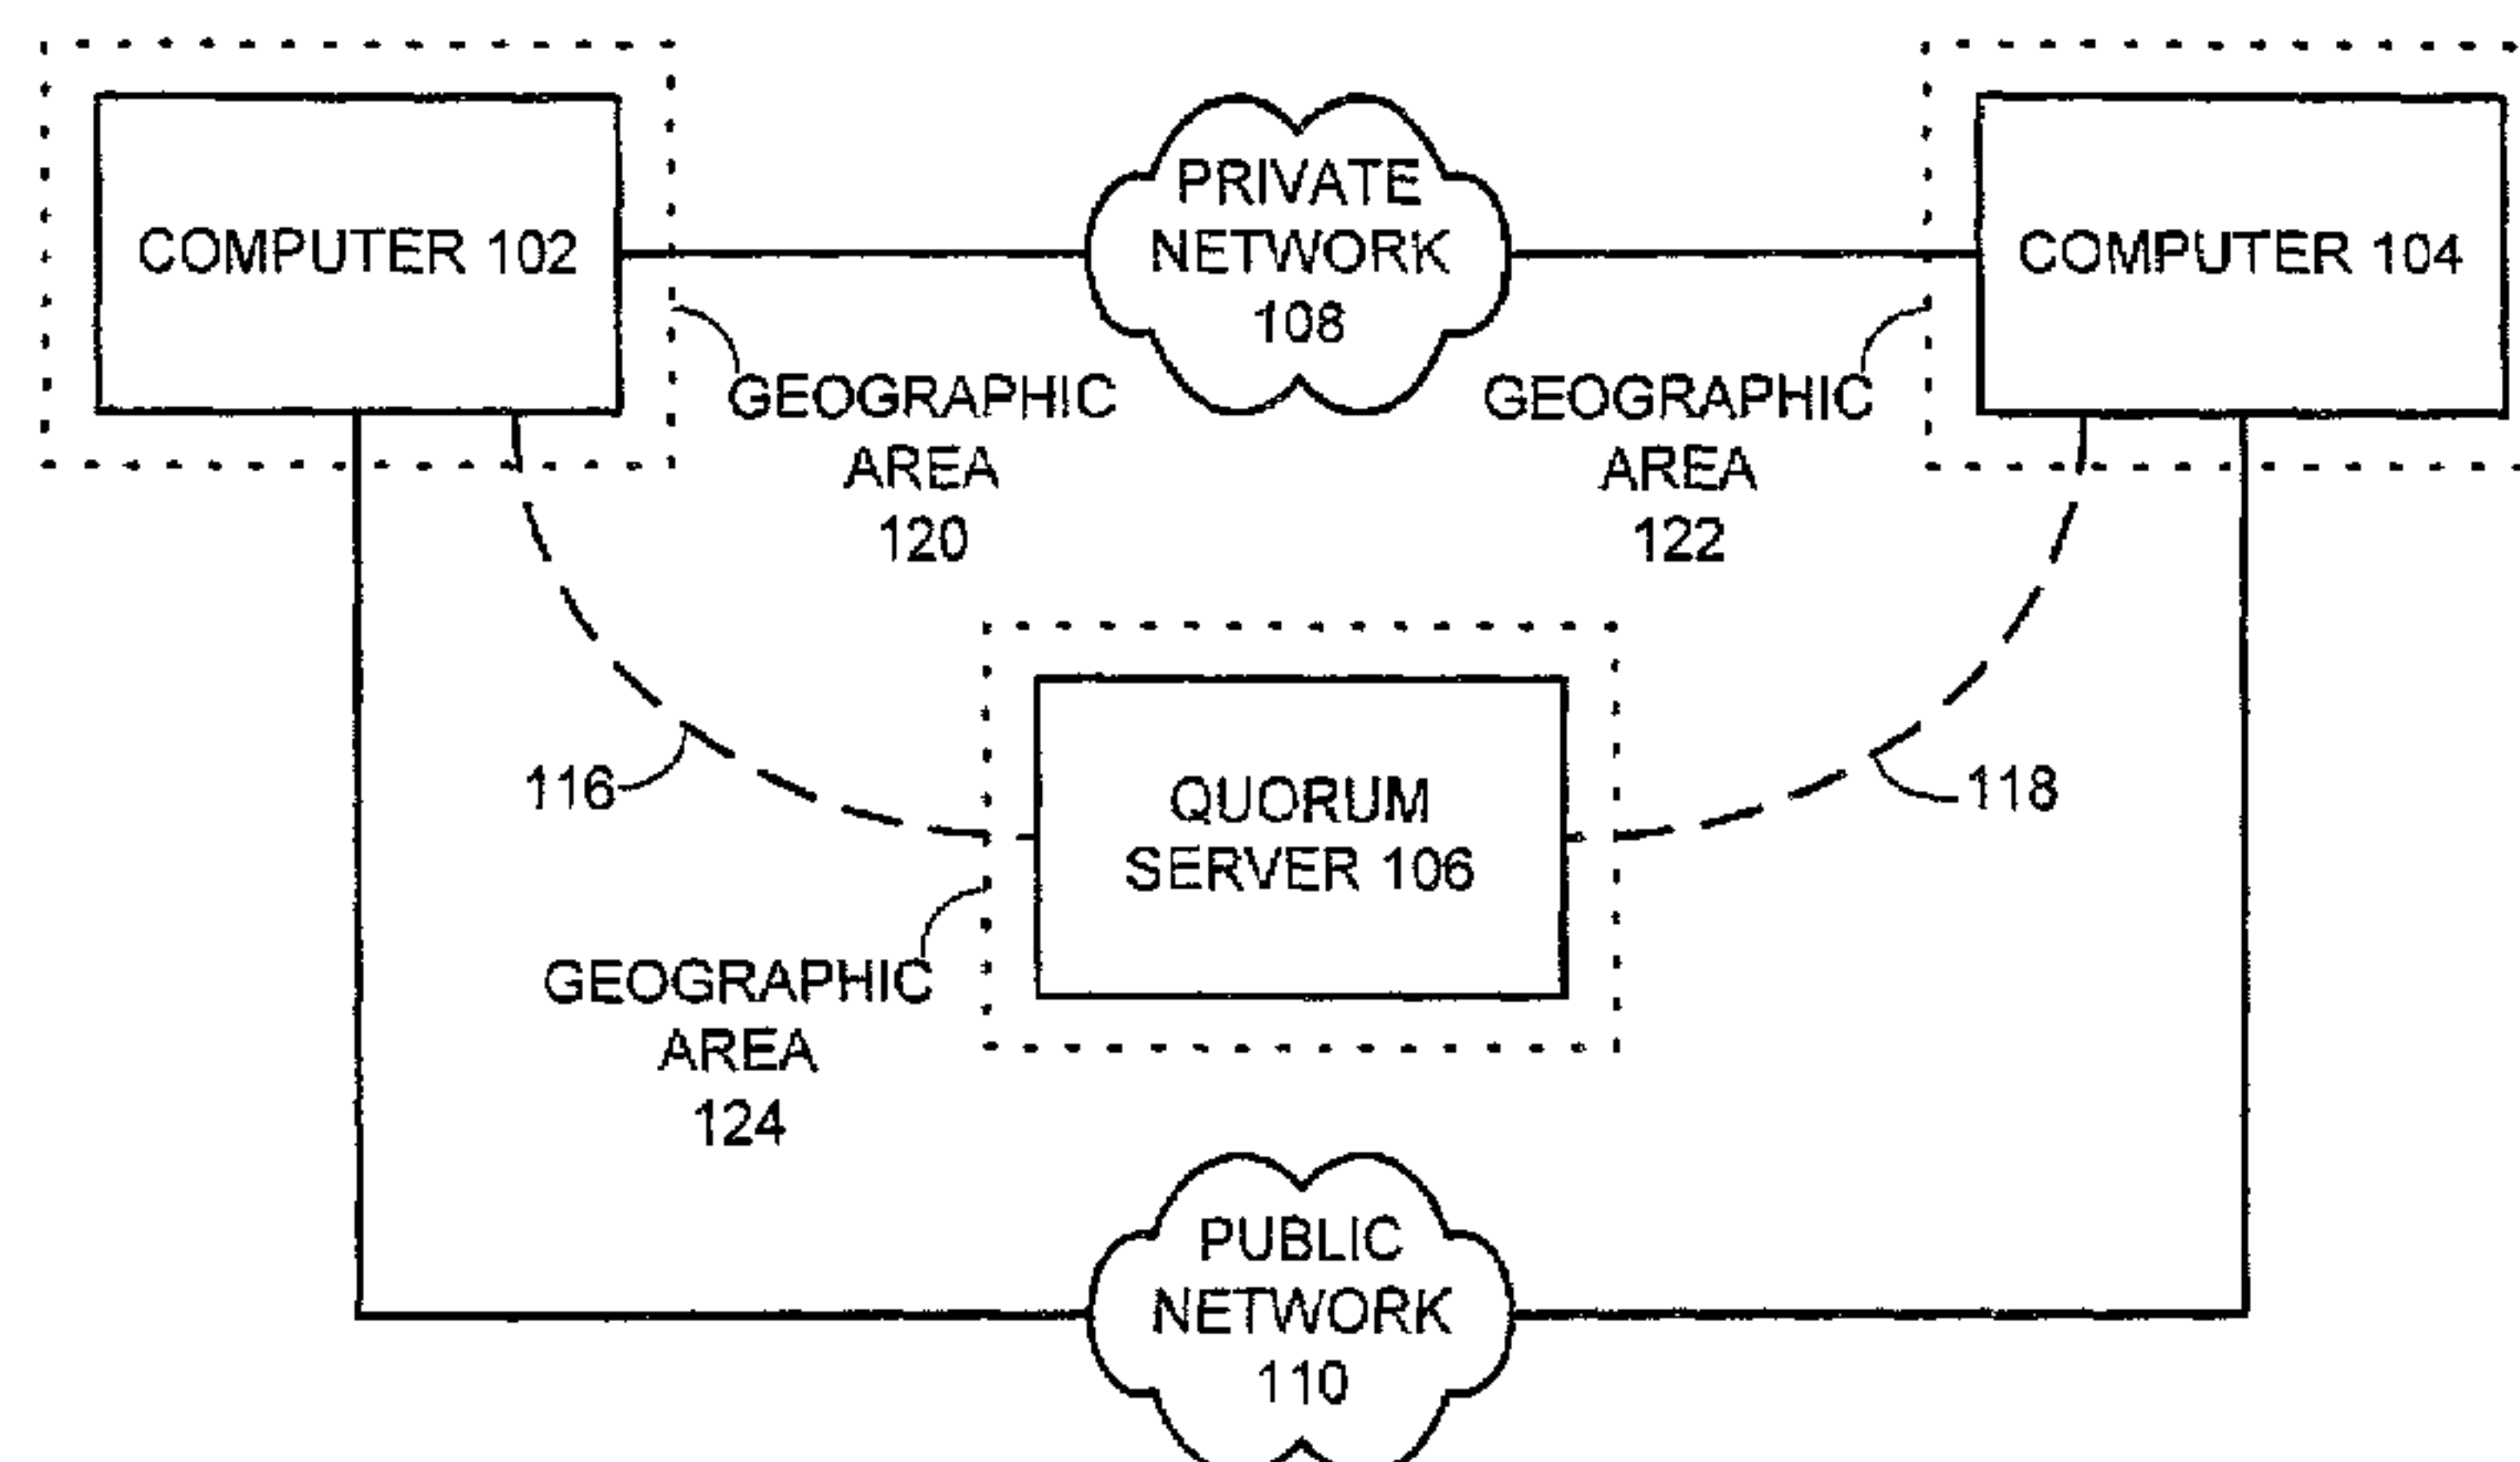 COMPUTER 102
PRIVATE
NETWORK
108
COMPUTER 104
GEOGRAPHIC
AREA
120
GEOGRAPHIC
AREA
122
116
QUORUM
SERVER 106
118
GEOGRAPHIC
AREA
124
PUBLIC
NETWORK
110